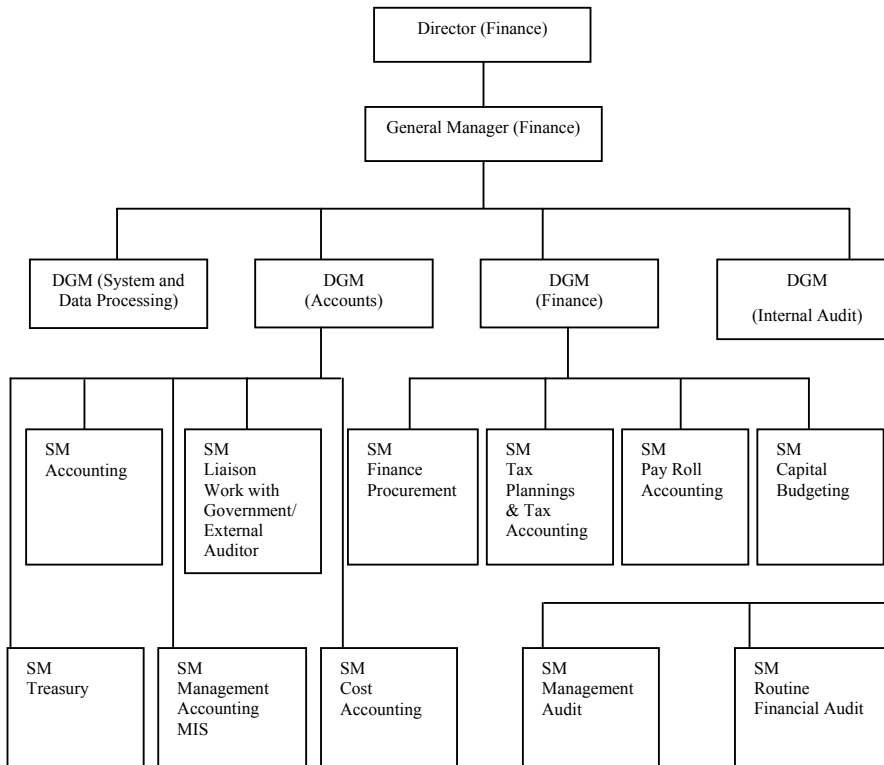 Director (Finance)
General Manager (Finance)
DGM (System and
Data Processing)
DGM
(Accounts)
DGM
(Finance)
DGM
(Internal Audit)
SM
Accounting
SM
Liaison
Work with
Government/
External
Auditor
SM
Finance
Procurement
SM
Tax
Plannings
& Tax
Accounting
SM
Pay Roll
Accounting
SM
Capital
Budgeting
SM
Treasury
SM
Management
Accounting
MIS
SM
Cost
Accounting
SM
Management
Audit
SM
Routine
Financial Audit